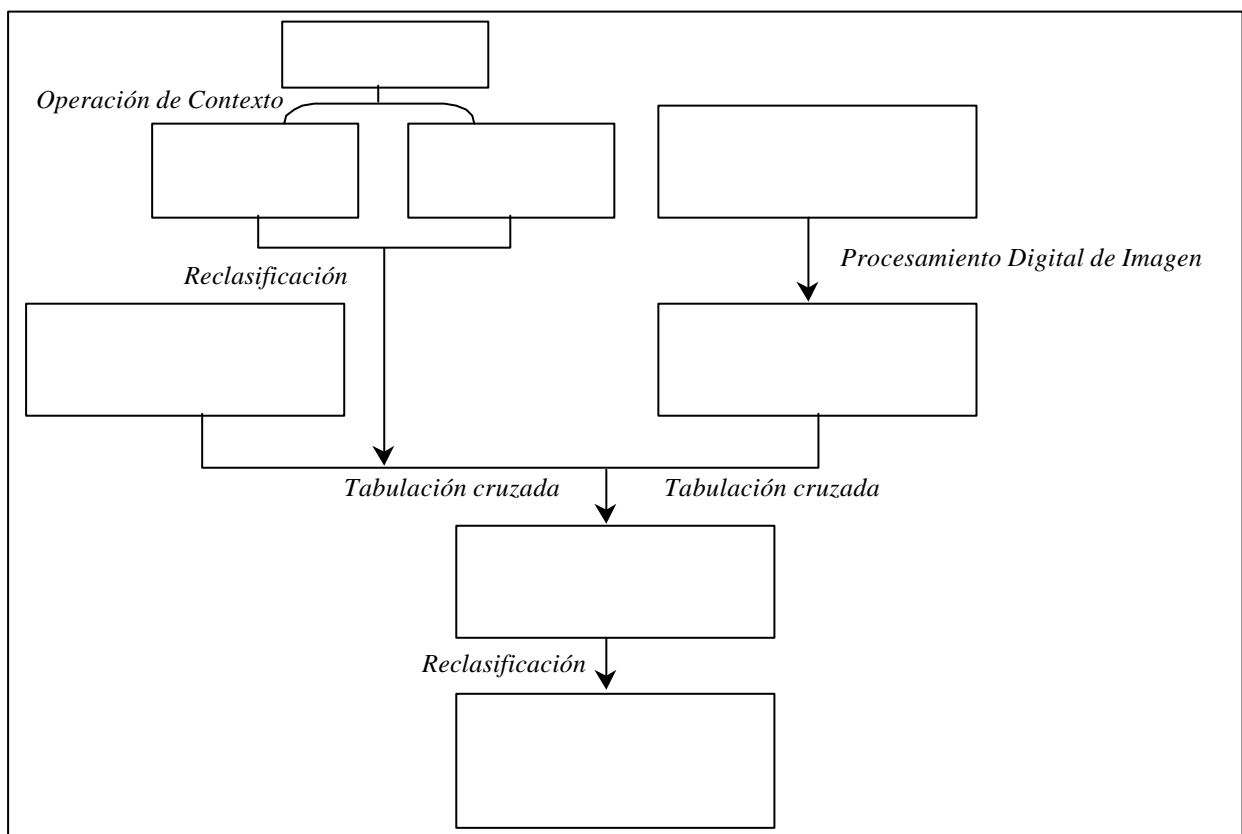 Operación de Contexto
Procesamiento Digital de Imagen
Reclasificación
Tabulación cruzada
Tabulación cruzada
Reclasificación